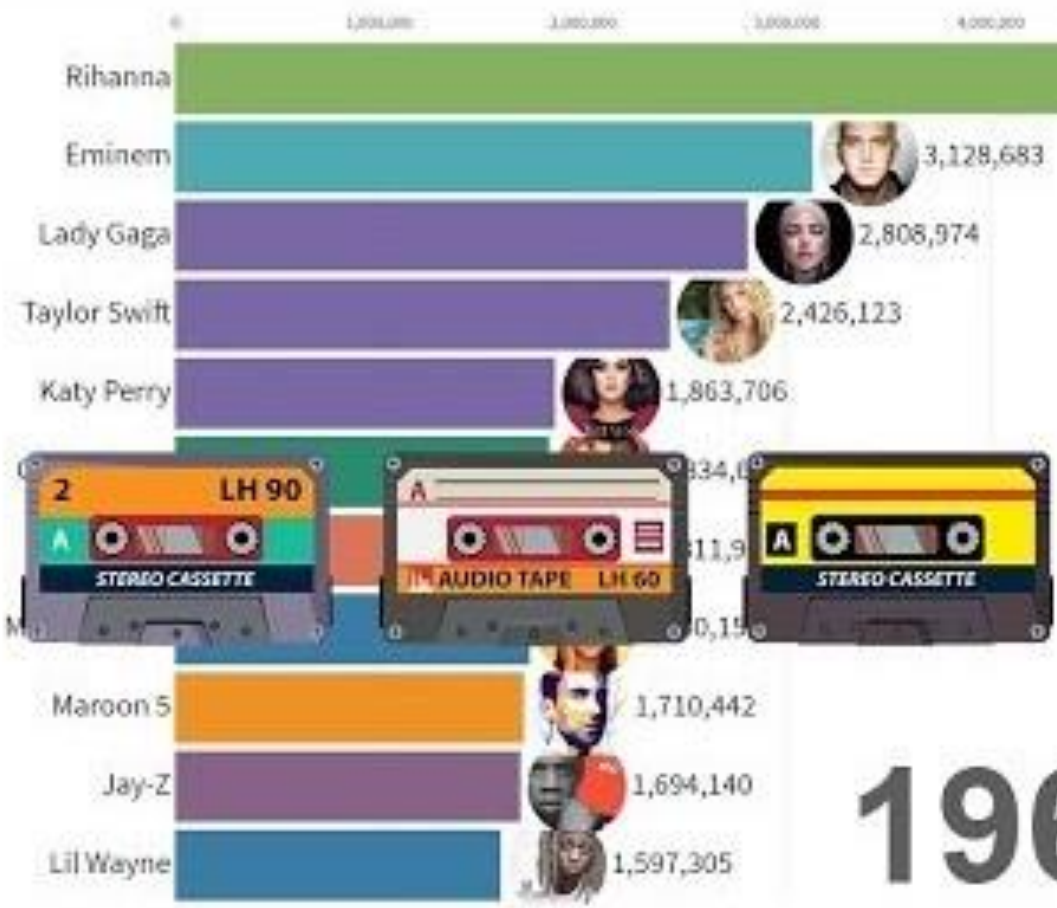 0 1,000,000 2,000,000 3,000,000 4,000,000
Rihanna
Eminem 3,128,683
Lady Gaga 2,808,974
Taylor Swift 2,426,123
Katy Perry 1,863,706
2 LH 90
A
STEREO CASSETTE
A
AUDIO TAPE LH 60
A
STEREO CASSETTE
Maroon 5 1,710,442
Jay-Z 1,694,140
Lil Wayne 1,597,305
196